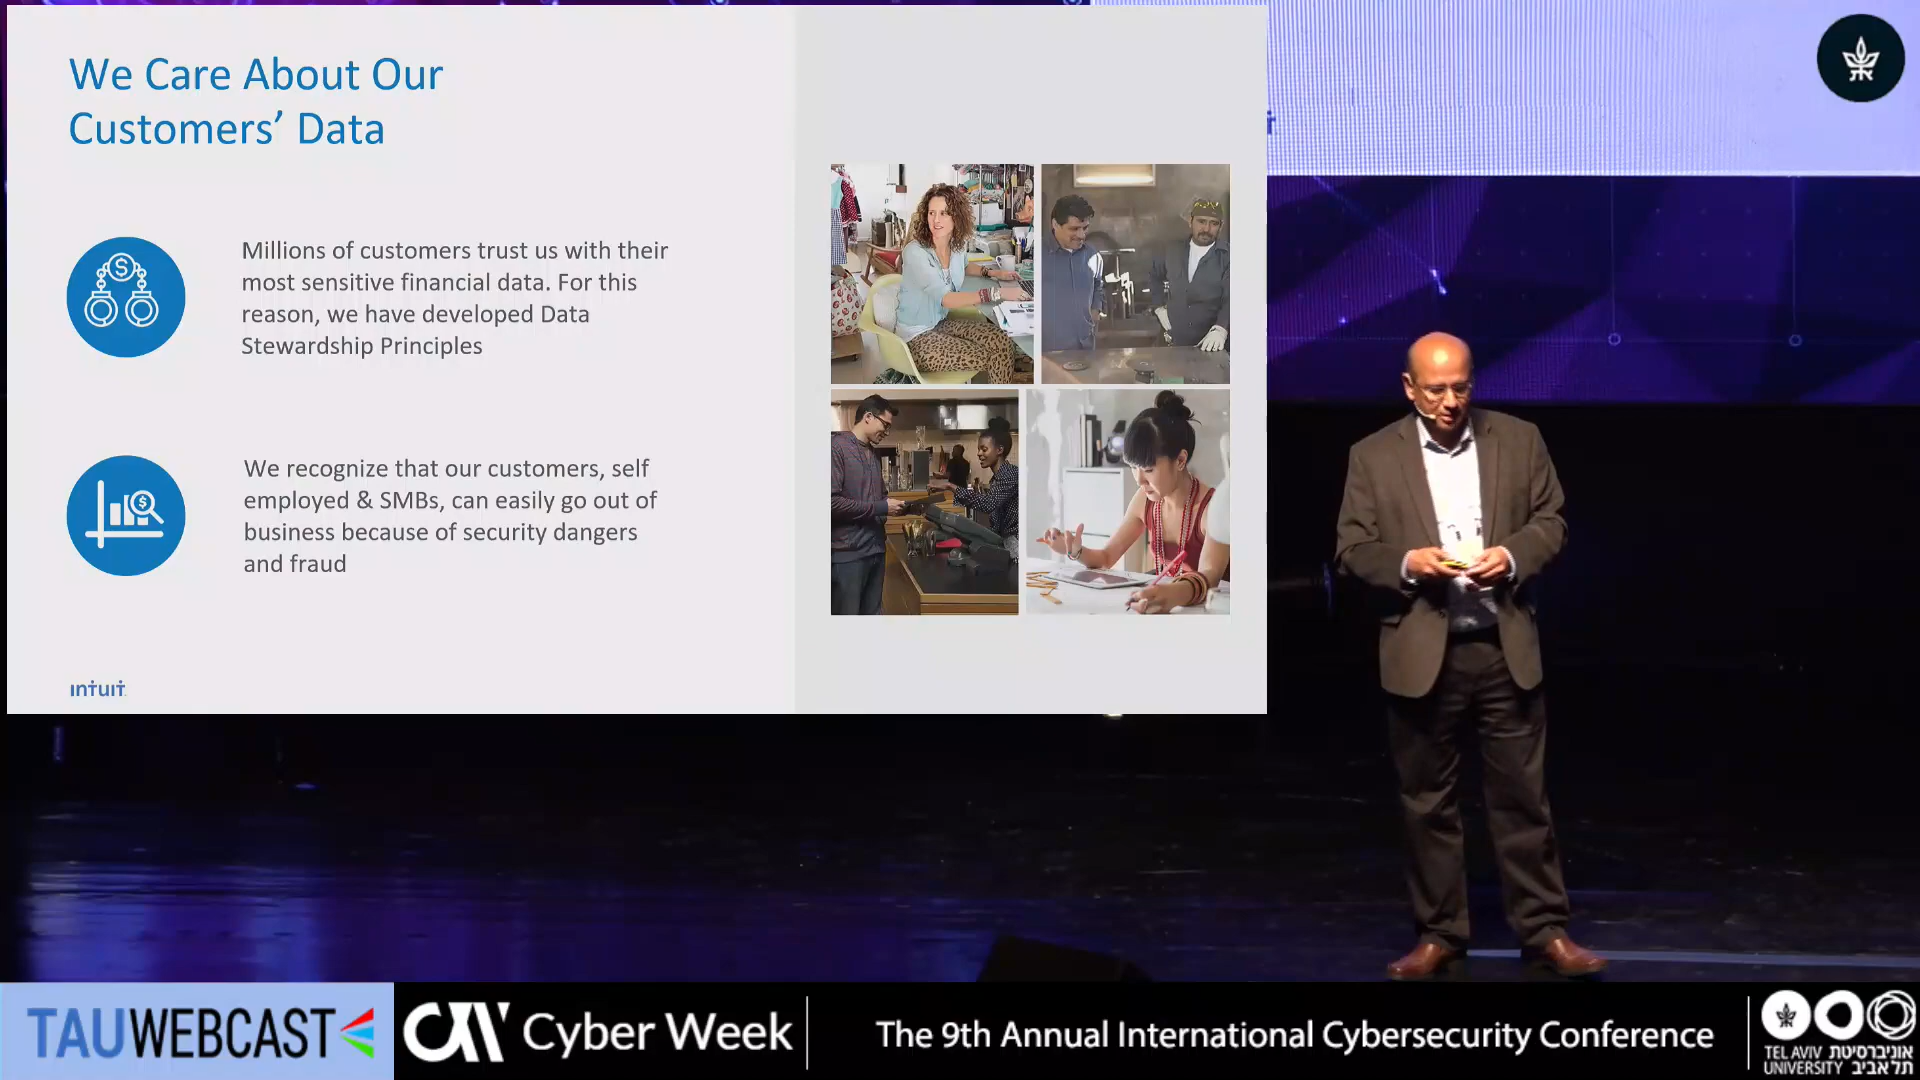 We Care About Our
Customers’ Data
Millions of customers trust us with their
most sensitive financial data. For this
reason, we have developed Data
Stewardship Principles
We recognize that our customers, self
employed & SMBs, can easily go out of
business because of security dangers
and fraud
ıntuıt
TAUWEBCAST
Cyber Week
The 9th Annual International Cybersecurity Conference
TEL AVIV אוניברסיטת
UNIVERSITY תל אביב